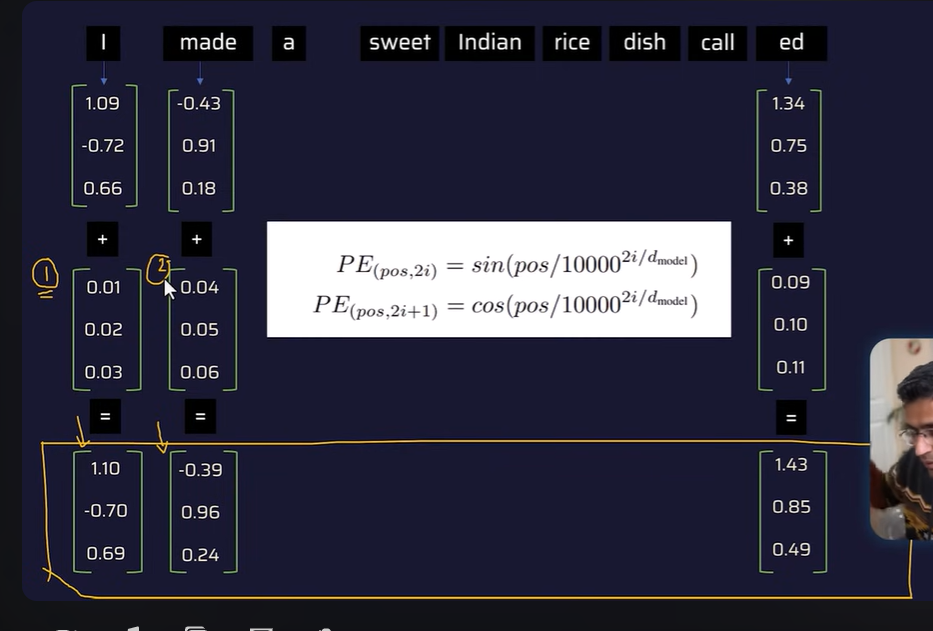 I made a sweet Indian rice dish call ed
1.09 -0.43 1.34
-0.72 0.91 0.75
0.66 0.18 0.38
+ + +
1 2
0.01 0.04 0.09
0.02 0.05 0.10
0.03 0.06 0.11
PE(pos,2i) = sin(pos/10000^2i/dmodel)
PE(pos,2i+1) = cos(pos/10000^2i/dmodel)
= = =
1.10 -0.39 1.43
-0.70 0.96 0.85
0.69 0.24 0.49